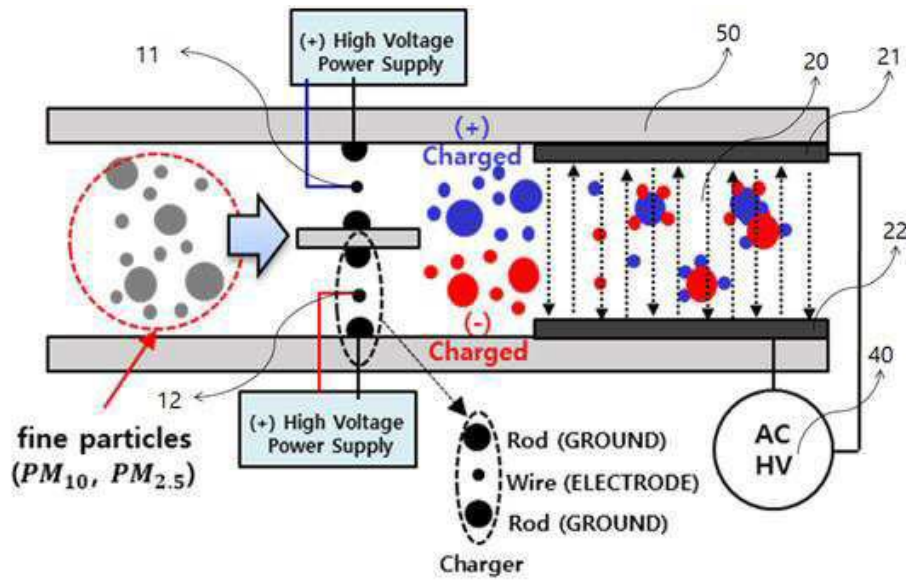 (+) High Voltage
Power Supply
11
50
20
21
(+)
Charged
22
(-)
Charged
12
40
(+) High Voltage
Power Supply
fine particles
(PM₁₀, PM₂.₅)
AC
HV
Rod (GROUND)
Wire (ELECTRODE)
Rod (GROUND)
Charger